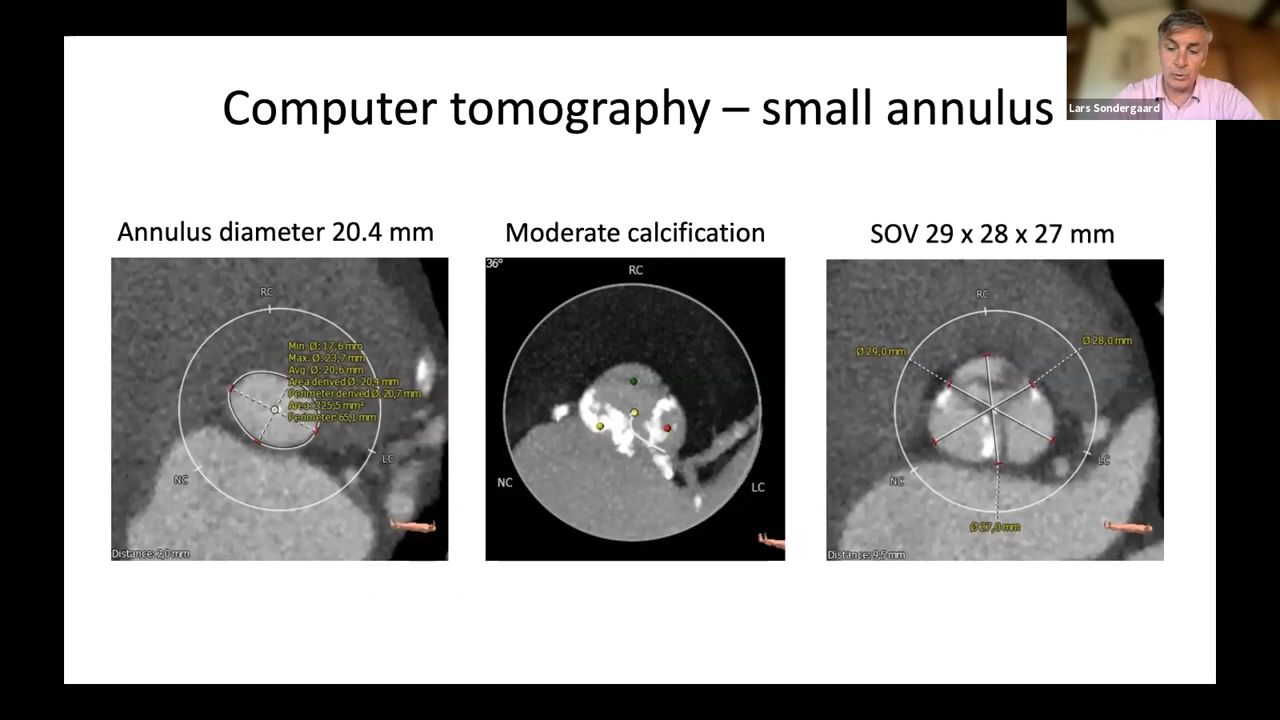 Lars Sondergaard
Computer tomography – small annulus
Annulus diameter 20.4 mm
RC
Min. Ø: 17,6 mm
Max. Ø: 23,7 mm
Avg. Ø: 20,6 mm
Area derived Ø: 20,4 mm
Perimeter derived Ø: 20,7 mm
Area: 325,5 mm²
Perimeter: 65,1 mm
LC
NC
Distance: 2,0 mm
Moderate calcification
36°
RC
NC
LC
SOV 29 x 28 x 27 mm
RC
Ø 29,0 mm
Ø 28,0 mm
LC
NC
Ø 27,0 mm
Distance: 9,5 mm